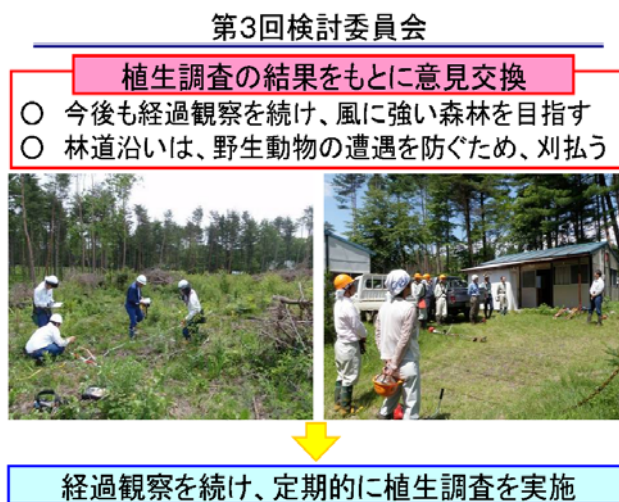 第3回検討委員会
植生調査の結果をもとに意見交換
○ 今後も経過観察を続け、風に強い森林を目指す
○ 林道沿いは、野生動物の遭遇を防ぐため、刈払う
経過観察を続け、定期的に植生調査を実施